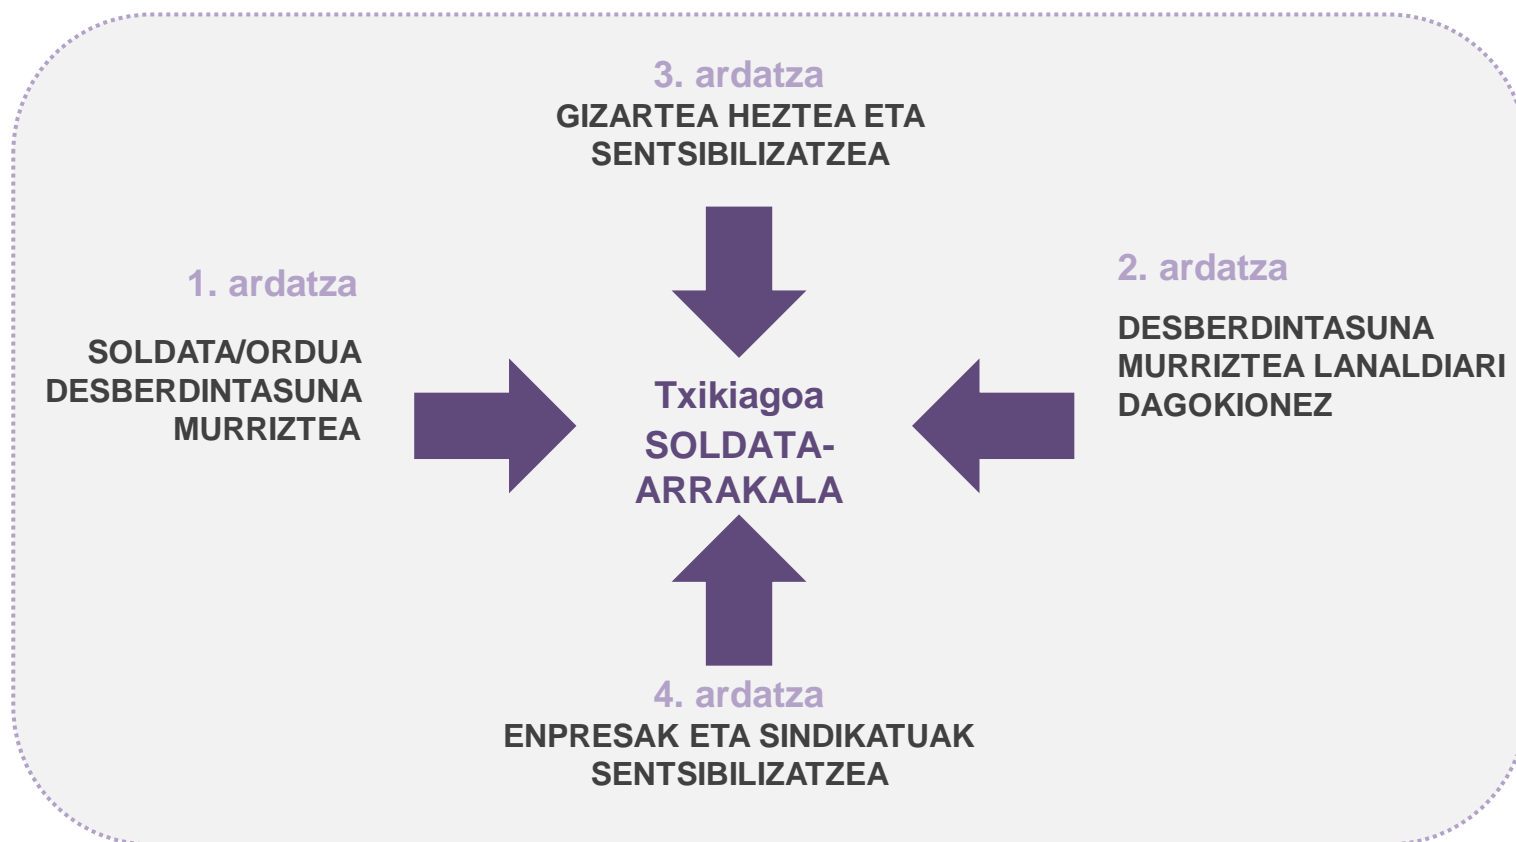 3. ardatza
GIZARTEA HEZTEA ETA
SENTSIBILIZATZEA
1. ardatza
SOLDATA/ORDUA
DESBERDINTASUNA
MURRIZTEA
2. ardatza
DESBERDINTASUNA
MURRIZTEA LANALDIARI
DAGOKIONEZ
Txikiagoa
SOLDATA-
ARRAKALA
4. ardatza
ENPRESAK ETA SINDIKATUAK
SENTSIBILIZATZEA